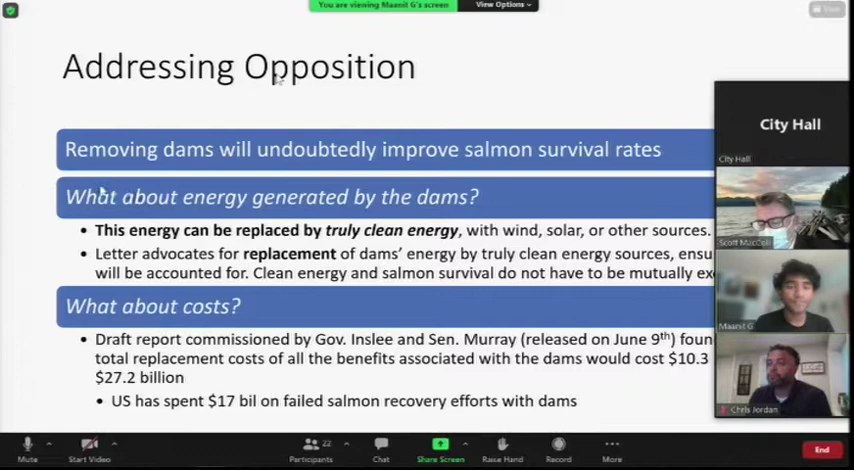 You are viewing Maanit G's screen
View Options
View
Addressing Opposition
City Hall
City Hall
Removing dams will undoubtedly improve salmon survival rates
What about energy generated by the dams?
• This energy can be replaced by truly clean energy, with wind, solar, or other sources.
Scott MacColl
• Letter advocates for replacement of dams' energy by truly clean energy sources, ensu
will be accounted for. Clean energy and salmon survival do not have to be mutually exc
What about costs?
Maanit G
• Draft report commissioned by Gov. Inslee and Sen. Murray (released on June 9th) foun
total replacement costs of all the benefits associated with the dams would cost $10.3
$27.2 billion
• US has spent $17 bil on failed salmon recovery efforts with dams
Chris Jordan
Mute
Start Video
22
Participants
Chat
Share Screen
Raise Hand
Record
More
End